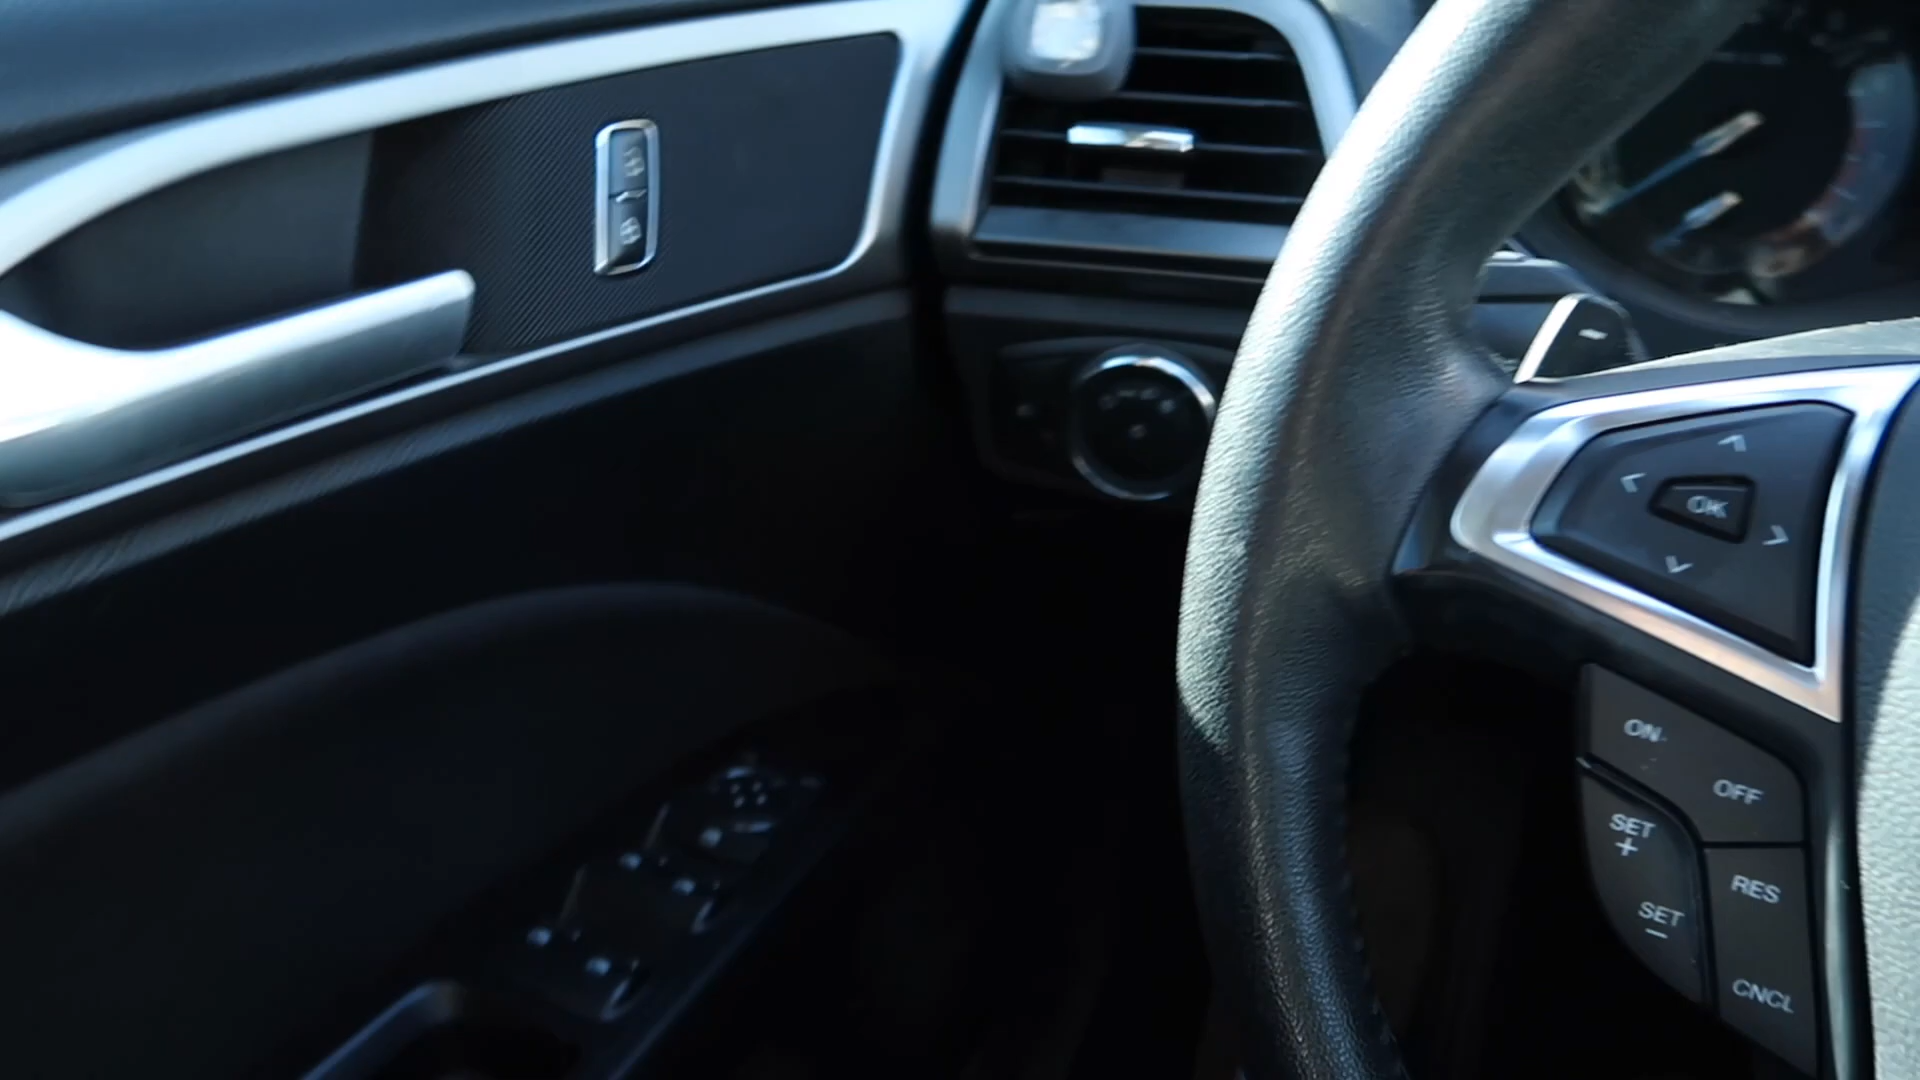 OK
ON
OFF
SET
+
RES
SET
−
CNCL